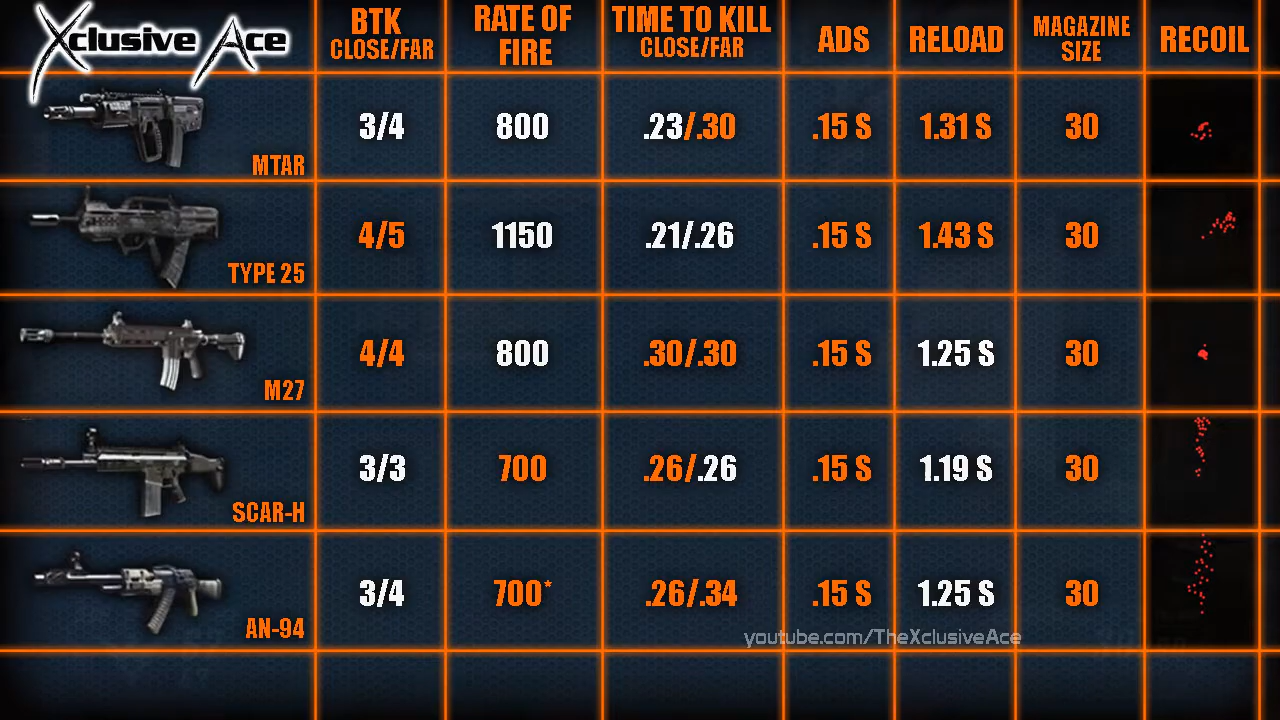 Xclusive Ace
BTK
CLOSE/FAR
RATE OF
FIRE
TIME TO KILL
CLOSE/FAR
ADS
RELOAD
MAGAZINE
SIZE
RECOIL
MTAR
3/4
800
.23/.30
.15 S
1.31 S
30
TYPE 25
4/5
1150
.21/.26
.15 S
1.43 S
30
M27
4/4
800
.30/.30
.15 S
1.25 S
30
SCAR-H
3/3
700
.26/.26
.15 S
1.19 S
30
AN-94
3/4
700*
.26/.34
.15 S
1.25 S
30
youtube.com/TheXclusiveAce